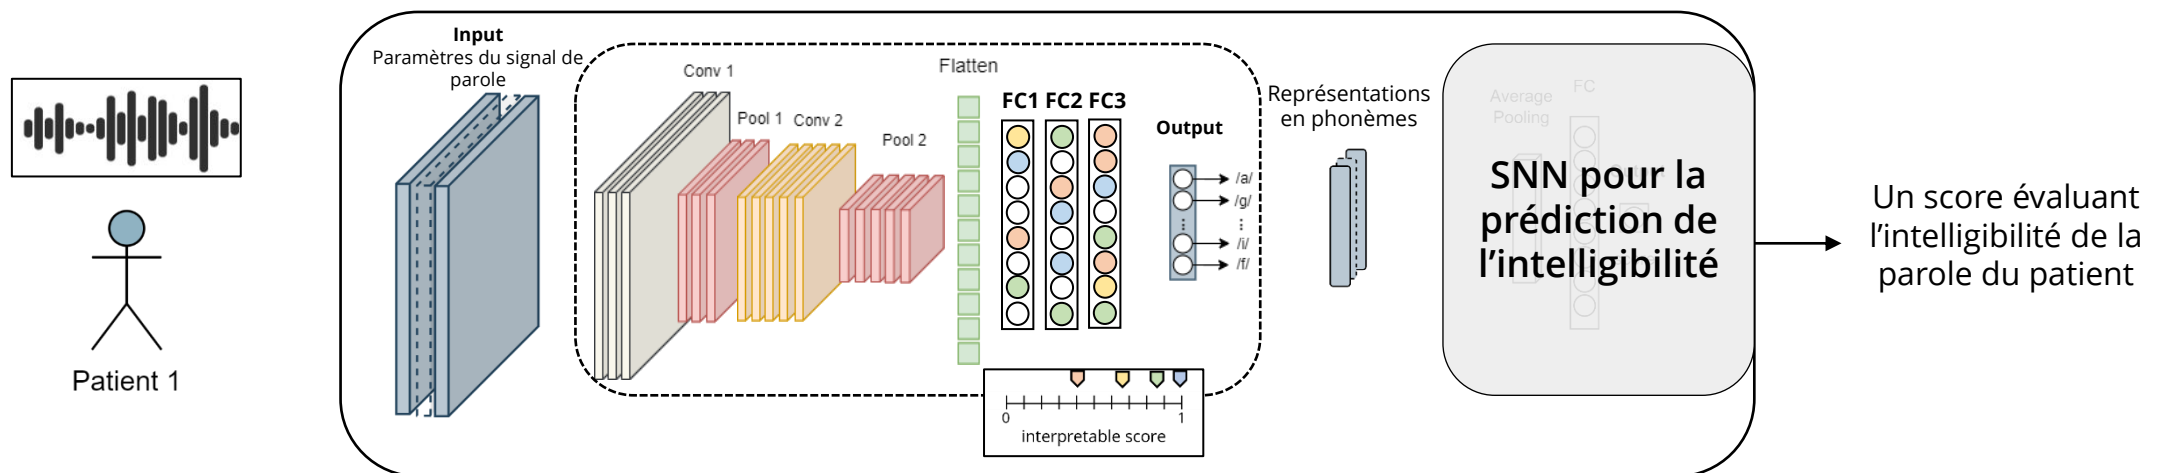 Patient 1
Input
Paramètres du signal de
parole
Conv 1
Pool 1
Conv 2
Pool 2
Flatten
FC1 FC2 FC3
Output
/a/
/g/
/i/
/f/
0
1
interpretable score
Représentations
en phonèmes
Average
Pooling
FC
SNN pour la
prédiction de
l'intelligibilité
Un score évaluant
l'intelligibilité de la
parole du patient